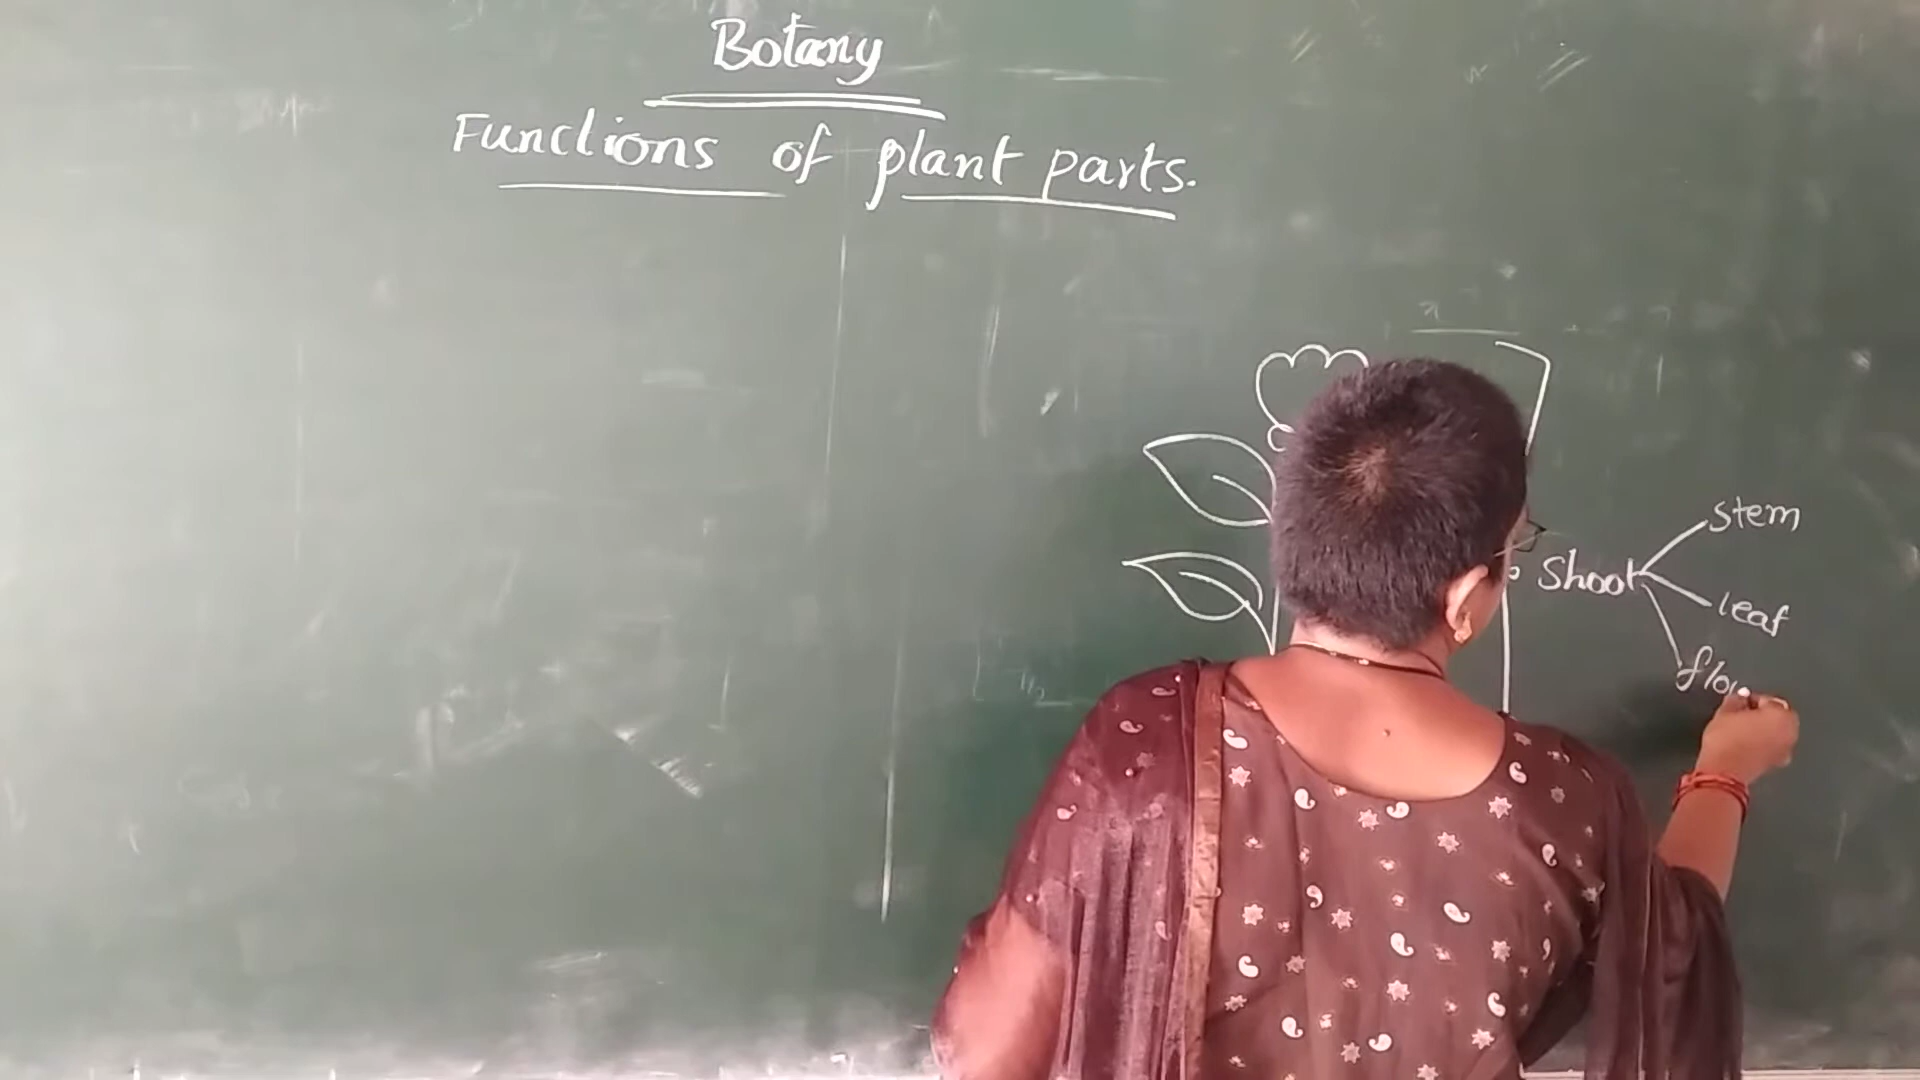 Botany
Functions of plant parts.
stem
Shoot
leaf
flo